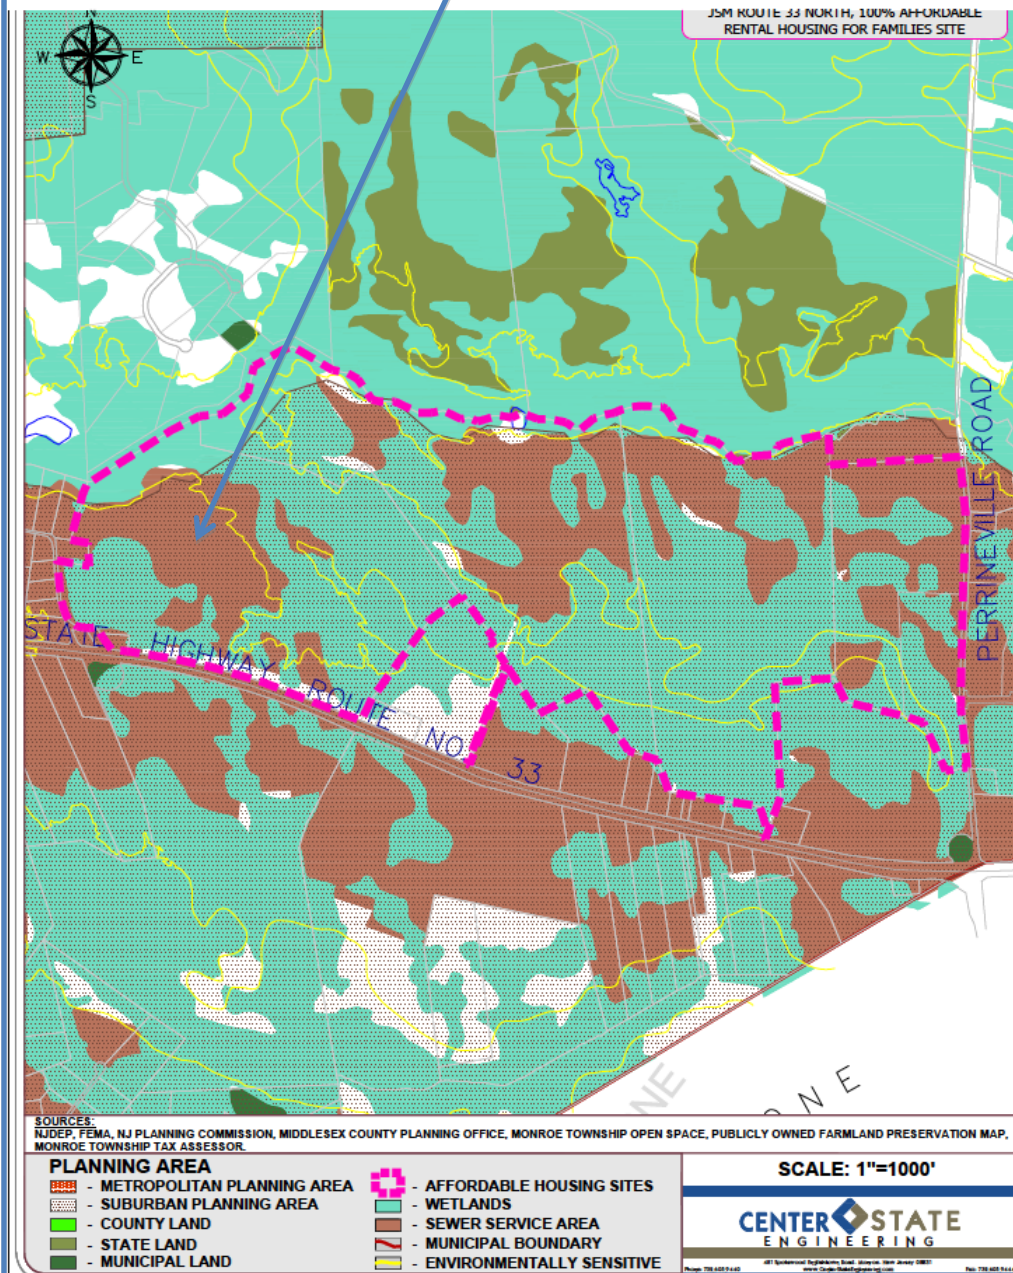 JSM ROUTE 33 NORTH, 100% AFFORDABLE
RENTAL HOUSING FOR FAMILIES SITE
N
W E
S
PERRINEVILLE ROAD
STATE HIGHWAY ROUTE NO. 33
NE
O N E
SOURCES:
NJDEP, FEMA, NJ PLANNING COMMISSION, MIDDLESEX COUNTY PLANNING OFFICE, MONROE TOWNSHIP OPEN SPACE, PUBLICLY OWNED FARMLAND PRESERVATION MAP,
MONROE TOWNSHIP TAX ASSESSOR.
PLANNING AREA
- METROPOLITAN PLANNING AREA
- SUBURBAN PLANNING AREA
- COUNTY LAND
- STATE LAND
- MUNICIPAL LAND
- AFFORDABLE HOUSING SITES
- WETLANDS
- SEWER SERVICE AREA
- MUNICIPAL BOUNDARY
- ENVIRONMENTALLY SENSITIVE
SCALE: 1"=1000'
CENTER STATE
ENGINEERING